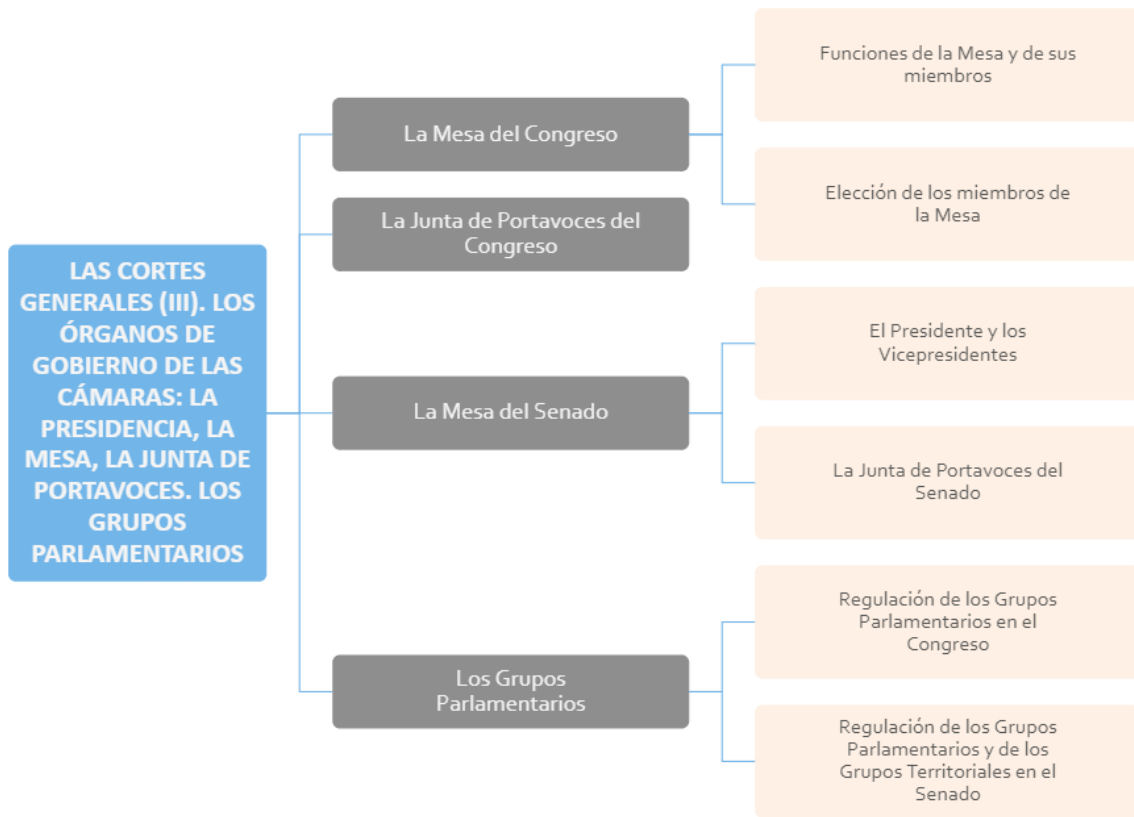 LAS CORTES
GENERALES (III). LOS
ÓRGANOS DE
GOBIERNO DE LAS
CÁMARAS: LA
PRESIDENCIA, LA
MESA, LA JUNTA DE
PORTAVOCES. LOS
GRUPOS
PARLAMENTARIOS
La Mesa del Congreso
Funciones de la Mesa y de sus
miembros
Elección de los miembros de
la Mesa
La Junta de Portavoces del
Congreso
La Mesa del Senado
El Presidente y los
Vicepresidentes
La Junta de Portavoces del
Senado
Los Grupos
Parlamentarios
Regulación de los Grupos
Parlamentarios en el
Congreso
Regulación de los Grupos
Parlamentarios y de los
Grupos Territoriales en el
Senado